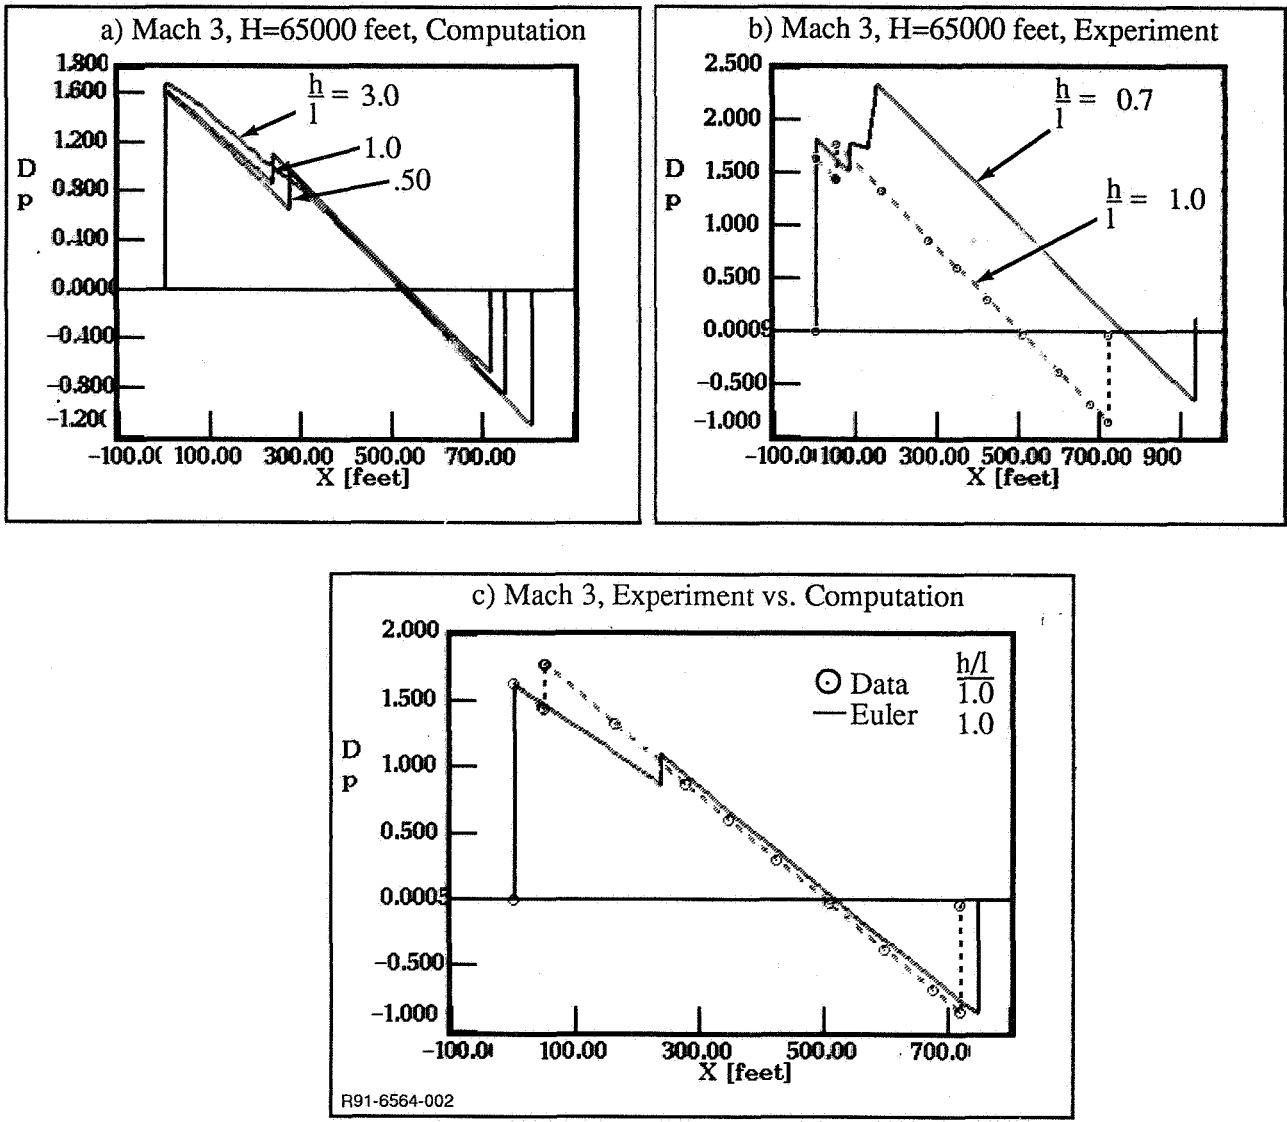 a) Mach 3, H=65000 feet, Computation
1.800
1.600
1.200
0.800
0.400
0.0000
-0.400
-0.800
-1.200
D
p
h
l
= 3.0
1.0
.50
-100.0 100.00 300.00 500.00 700.00
X [feet]
b) Mach 3, H=65000 feet, Experiment
2.500
2.000
1.500
1.000
0.500
0.0009
-0.500
-1.000
D
p
h
l
= 0.7
h
l
= 1.0
-100.0 100.00 300.00 500.00 700.00 900
X [feet]
c) Mach 3, Experiment vs. Computation
2.000
1.500
1.000
0.500
0.0005
-0.500
-1.000
D
p
h/l
Data 1.0
Euler 1.0
-100.0 100.00 300.00 500.00 700.0
X [feet]
R91-6564-002